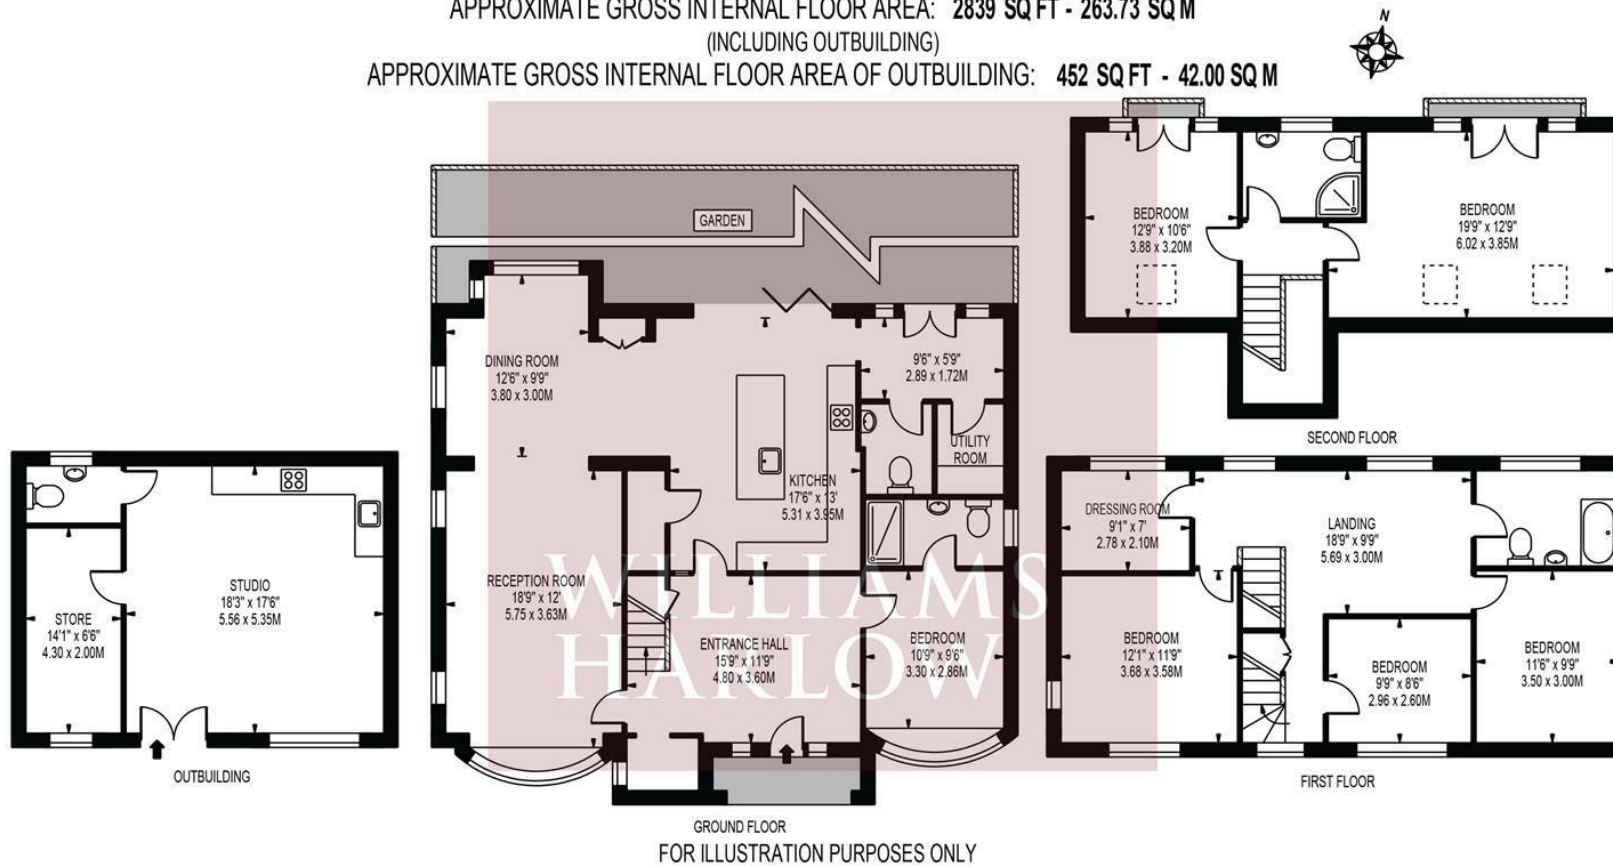 APPROXIMATE GROSS INTERNAL FLOOR AREA: 2839 SQ FT - 263.73 SQ M
(INCLUDING OUTBUILDING)
APPROXIMATE GROSS INTERNAL FLOOR AREA OF OUTBUILDING: 452 SQ FT - 42.00 SQ M
N
GARDEN
DINING ROOM
12'6" x 9'9"
3.80 x 3.00M
9'6" x 5'9"
2.89 x 1.72M
UTILITY
ROOM
KITCHEN
17'6" x 13'
5.31 x 3.95M
RECEPTION ROOM
18'9" x 12'
5.75 x 3.63M
ENTRANCE HALL
15'9" x 11'9"
4.80 x 3.60M
BEDROOM
10'9" x 9'6"
3.30 x 2.86M
WILLIAMS
HARLOW
GROUND FLOOR
STUDIO
18'3" x 17'6"
5.56 x 5.35M
STORE
14'1" x 6'6"
4.30 x 2.00M
OUTBUILDING
BEDROOM
12'9" x 10'6"
3.88 x 3.20M
BEDROOM
19'9" x 12'9"
6.02 x 3.85M
SECOND FLOOR
DRESSING ROOM
9'1" x 7'
2.78 x 2.10M
LANDING
18'9" x 9'9"
5.69 x 3.00M
BEDROOM
12'1" x 11'9"
3.68 x 3.58M
BEDROOM
9'9" x 8'6"
2.96 x 2.60M
BEDROOM
11'6" x 9'9"
3.50 x 3.00M
FIRST FLOOR
FOR ILLUSTRATION PURPOSES ONLY